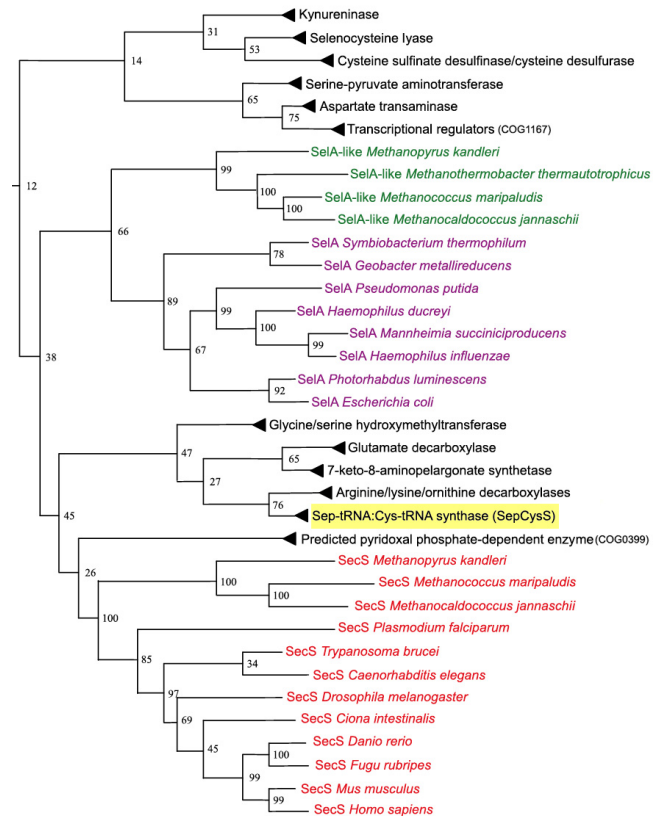 Kynureninase
31
Selenocysteine lyase
53
Cysteine sulfinate desulfinase/cysteine desulfurase
14
Serine-pyruvate aminotransferase
65
Aspartate transaminase
75
Transcriptional regulators (COG1167)
SelA-like Methanopyrus kandleri
99
SelA-like Methanothermobacter thermautotrophicus
12
100
SelA-like Methanococcus maripaludis
100
SelA-like Methanocaldococcus jannaschii
66
SelA Symbiobacterium thermophilum
78
SelA Geobacter metallireducens
89
SelA Pseudomonas putida
99
SelA Haemophilus ducreyi
100
SelA Mannheimia succiniciproducens
99
67
SelA Haemophilus influenzae
38
SelA Photorhabdus luminescens
92
SelA Escherichia coli
Glycine/serine hydroxymethyltransferase
47
Glutamate decarboxylase
65
7-keto-8-aminopelargonate synthetase
27
Arginine/lysine/ornithine decarboxylases
76
Sep-tRNA:Cys-tRNA synthase (SepCysS)
45
Predicted pyridoxal phosphate-dependent enzyme (COG0399)
SecS Methanopyrus kandleri
26
100
SecS Methanococcus maripaludis
100
SecS Methanocaldococcus jannaschii
100
SecS Plasmodium falciparum
SecS Trypanosoma brucei
85
34
SecS Caenorhabditis elegans
97
SecS Drosophila melanogaster
69
SecS Ciona intestinalis
45
SecS Danio rerio
100
SecS Fugu rubripes
99
SecS Mus musculus
99
SecS Homo sapiens